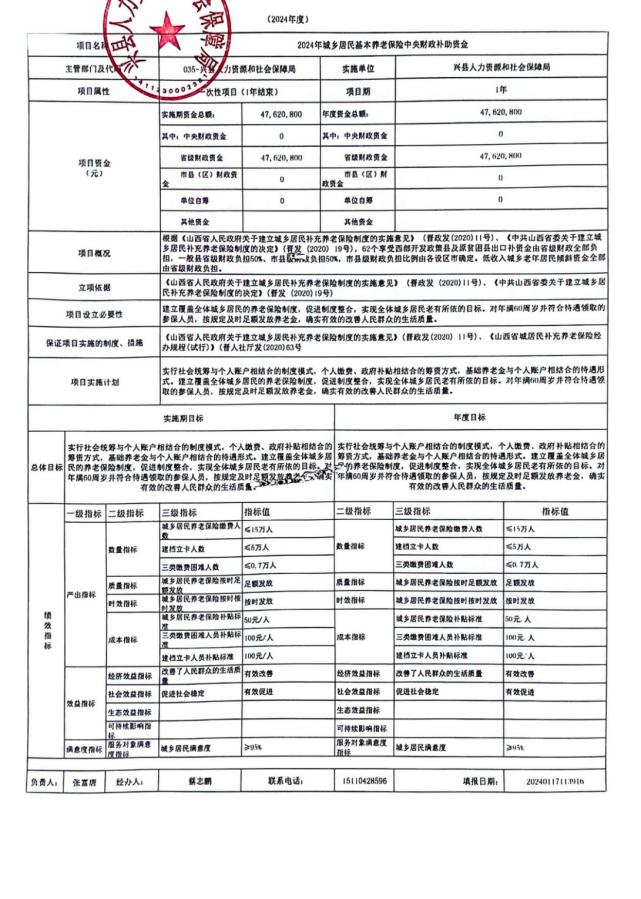 (2024年度)
项目名称 2024年城乡居民基本养老保险中央财政补助资金
主管部门及代码 035-兴县人力资源和社会保障局 实施单位 兴县人力资源和社会保障局
项目属性 一次性项目(1年结束) 项目期 1年
项目资金
(元)
实施期资金总额: 47,620,800 年度资金总额: 47,620,800
其中:中央财政资金 0 其中:中央财政资金 0
省级财政资金 47,620,800 省级财政资金 47,620,800
市县(区)财政资金 0 市县(区)财政资金 0
单位自筹 0 单位自筹 0
其他资金 其他资金
项目概况
根据《山西省人民政府关于建立城乡居民补充养老保险制度的实施意见》(晋政发(2020)11号)、《中共山西省委关于建立城
乡居民补充养老保险制度的决定》(晋发(2020)19号),62个享受西部开发政策县及原贫困县出口补资金由省级财政全部负
担,一般县省级财政负担50%,市县级财政负担50%,市县级财政负担比例由各设区市确定。低收入城乡老年居民倾斜资金全部
由省级财政负担。
立项依据
《山西省人民政府关于建立城乡居民补充养老保险制度的实施意见》(晋政发(2020)11号)、《中共山西省委关于建立城乡居
民补充养老保险制度的决定》(晋发(2020)19号)
项目设立必要性
建立覆盖全体城乡居民的养老保险制度,促进制度整合,实现全体城乡居民老有所依的目标。对年满60周岁并符合待遇领取的
参保人员,按规定及时足额发放养老金,确实有效的改善人民群众的生活质量。
保证项目实施的制度、措施
《山西省人民政府关于建立城乡居民补充养老保险制度的实施意见》(晋政发(2020)11号)、《山西省城居民补充养老保险经
办规程(试行)》(晋人社厅发(2020)63号
项目实施计划
实行社会统筹与个人账户相结合的制度模式,个人缴费、政府补贴相结合的筹资方式,基础养老金与个人账户相结合的待遇形
式。建立覆盖全体城乡居民的养老保险制度,促进制度整合,实现全体城乡居民老有所依的目标。对年满60周岁并符合待遇领
取的参保人员,按规定及时足额发放养老金,确实有效的改善人民群众的生活质量。
实施期目标 年度目标
总体目标
实行社会统筹与个人账户相结合的制度模式,个人缴费、政府补贴相结合的
筹资方式,基础养老金与个人账户相结合的待遇形式。建立覆盖全体城乡居
民的养老保险制度,促进制度整合,实现全体城乡居民老有所依的目标。对
年满60周岁并符合待遇领取的参保人员,按规定及时足额发放养老金,确实
有效的改善人民群众的生活质量。
实行社会统筹与个人账户相结合的制度模式,个人缴费、政府补贴相结合的
筹资方式,基础养老金与个人账户相结合的待遇形式。建立覆盖全体城乡居
民的养老保险制度,促进制度整合,实现全体城乡居民老有所依的目标。对
年满60周岁并符合待遇领取的参保人员,按规定及时足额发放养老金,确实
有效的改善人民群众的生活质量。
绩效指标
一级指标 二级指标 三级指标 指标值 二级指标 三级指标 指标值
产出指标
数量指标 城乡居民养老保险缴费人数 ≤15万人 数量指标 城乡居民养老保险缴费人数 ≤15万人
建档立卡人数 ≤5万人 建档立卡人数 ≤5万人
三类缴费困难人数 ≤0.7万人 三类缴费困难人数 ≤0.7万人
质量指标 城乡居民养老保险按时足额发放 足额发放 质量指标 城乡居民养老保险按时足额发放 足额发放
时效指标 城乡居民养老保险按时按时发放 按时发放 时效指标 城乡居民养老保险按时按时发放 按时发放
成本指标 城乡居民养老保险补贴标准 50元/人 成本指标 城乡居民养老保险补贴标准 50元/人
三类缴费困难人员补贴标准 100元/人 三类缴费困难人员补贴标准 100元/人
建档立卡人员补贴标准 100元/人 建档立卡人员补贴标准 100元/人
效益指标
经济效益指标 改善了人民群众的生活质量 有效改善 经济效益指标 改善了人民群众的生活质量 有效改善
社会效益指标 促进社会稳定 有效促进 社会效益指标 促进社会稳定 有效促进
生态效益指标 生态效益指标
可持续影响指标 可持续影响指标
满意度指标 服务对象满意度指标 城乡居民满意度 ≥95% 服务对象满意度指标 城乡居民满意度 ≥95%
负责人: 张富唐 经办人: 蔡志鹏 联系电话: 15110428596 填报日期: 20240117113916